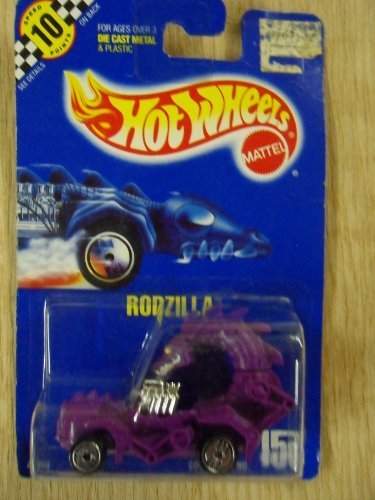 SPEED
10
POINTS
SEE DETAILS
ON BACK
FOR AGES OVER 3
DIE CAST METAL
& PLASTIC
HOT WHEELS
MATTEL
RODZILLA